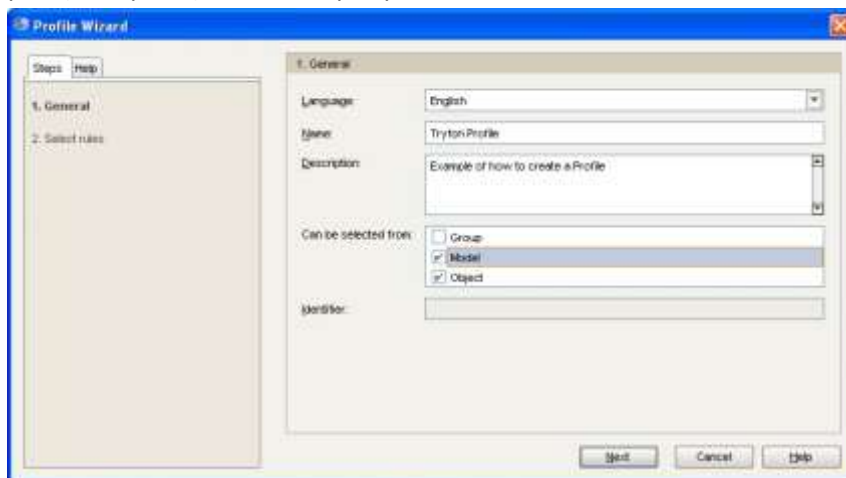 Profile Wizard
Steps Help
1. General
2. Select rules
1. General
Language: English
Name: Tryton Profile
Description: Example of how to create a Profile
Can be selected from: Group
Model
Object
Identifier:
Next Cancel Help